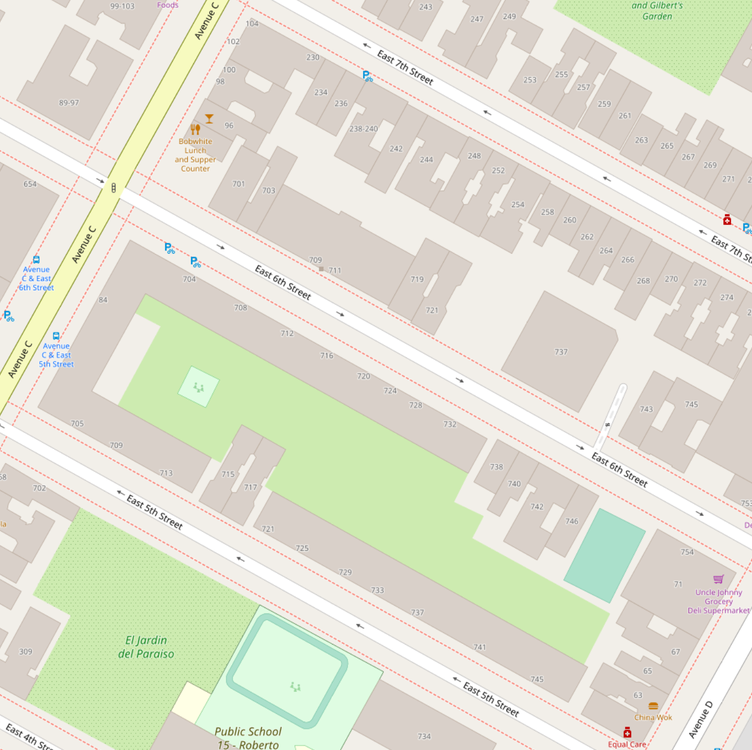 99-103
Foods
Avenue C
243
247
249
and Gilbert's
Garden
104
102
100
98
96
230
234
236
238-240
242
244
248
252
254
258
260
262
264
266
268
270
272
274
East 7th Street
253
255
257
259
261
263
265
267
269
271
East 7th St
89-97
Bobwhite
Lunch
and Supper
Counter
701
703
709
711
719
721
737
743
745
654
Avenue C
Avenue
C & East
6th Street
East 6th Street
84
704
708
712
716
720
724
728
732
738
740
742
746
East 6th Street
754
Avenue
C & East
5th Street
Avenue C
705
709
713
715
717
721
725
729
733
737
741
745
71
Uncle Johnny
Grocery
Deli Supermarket
67
65
63
China Wok
Equal Care
Avenue D
702
East 5th Street
East 5th Street
309
El Jardin
del Paraiso
Public School
15 - Roberto
734
East 4th Street